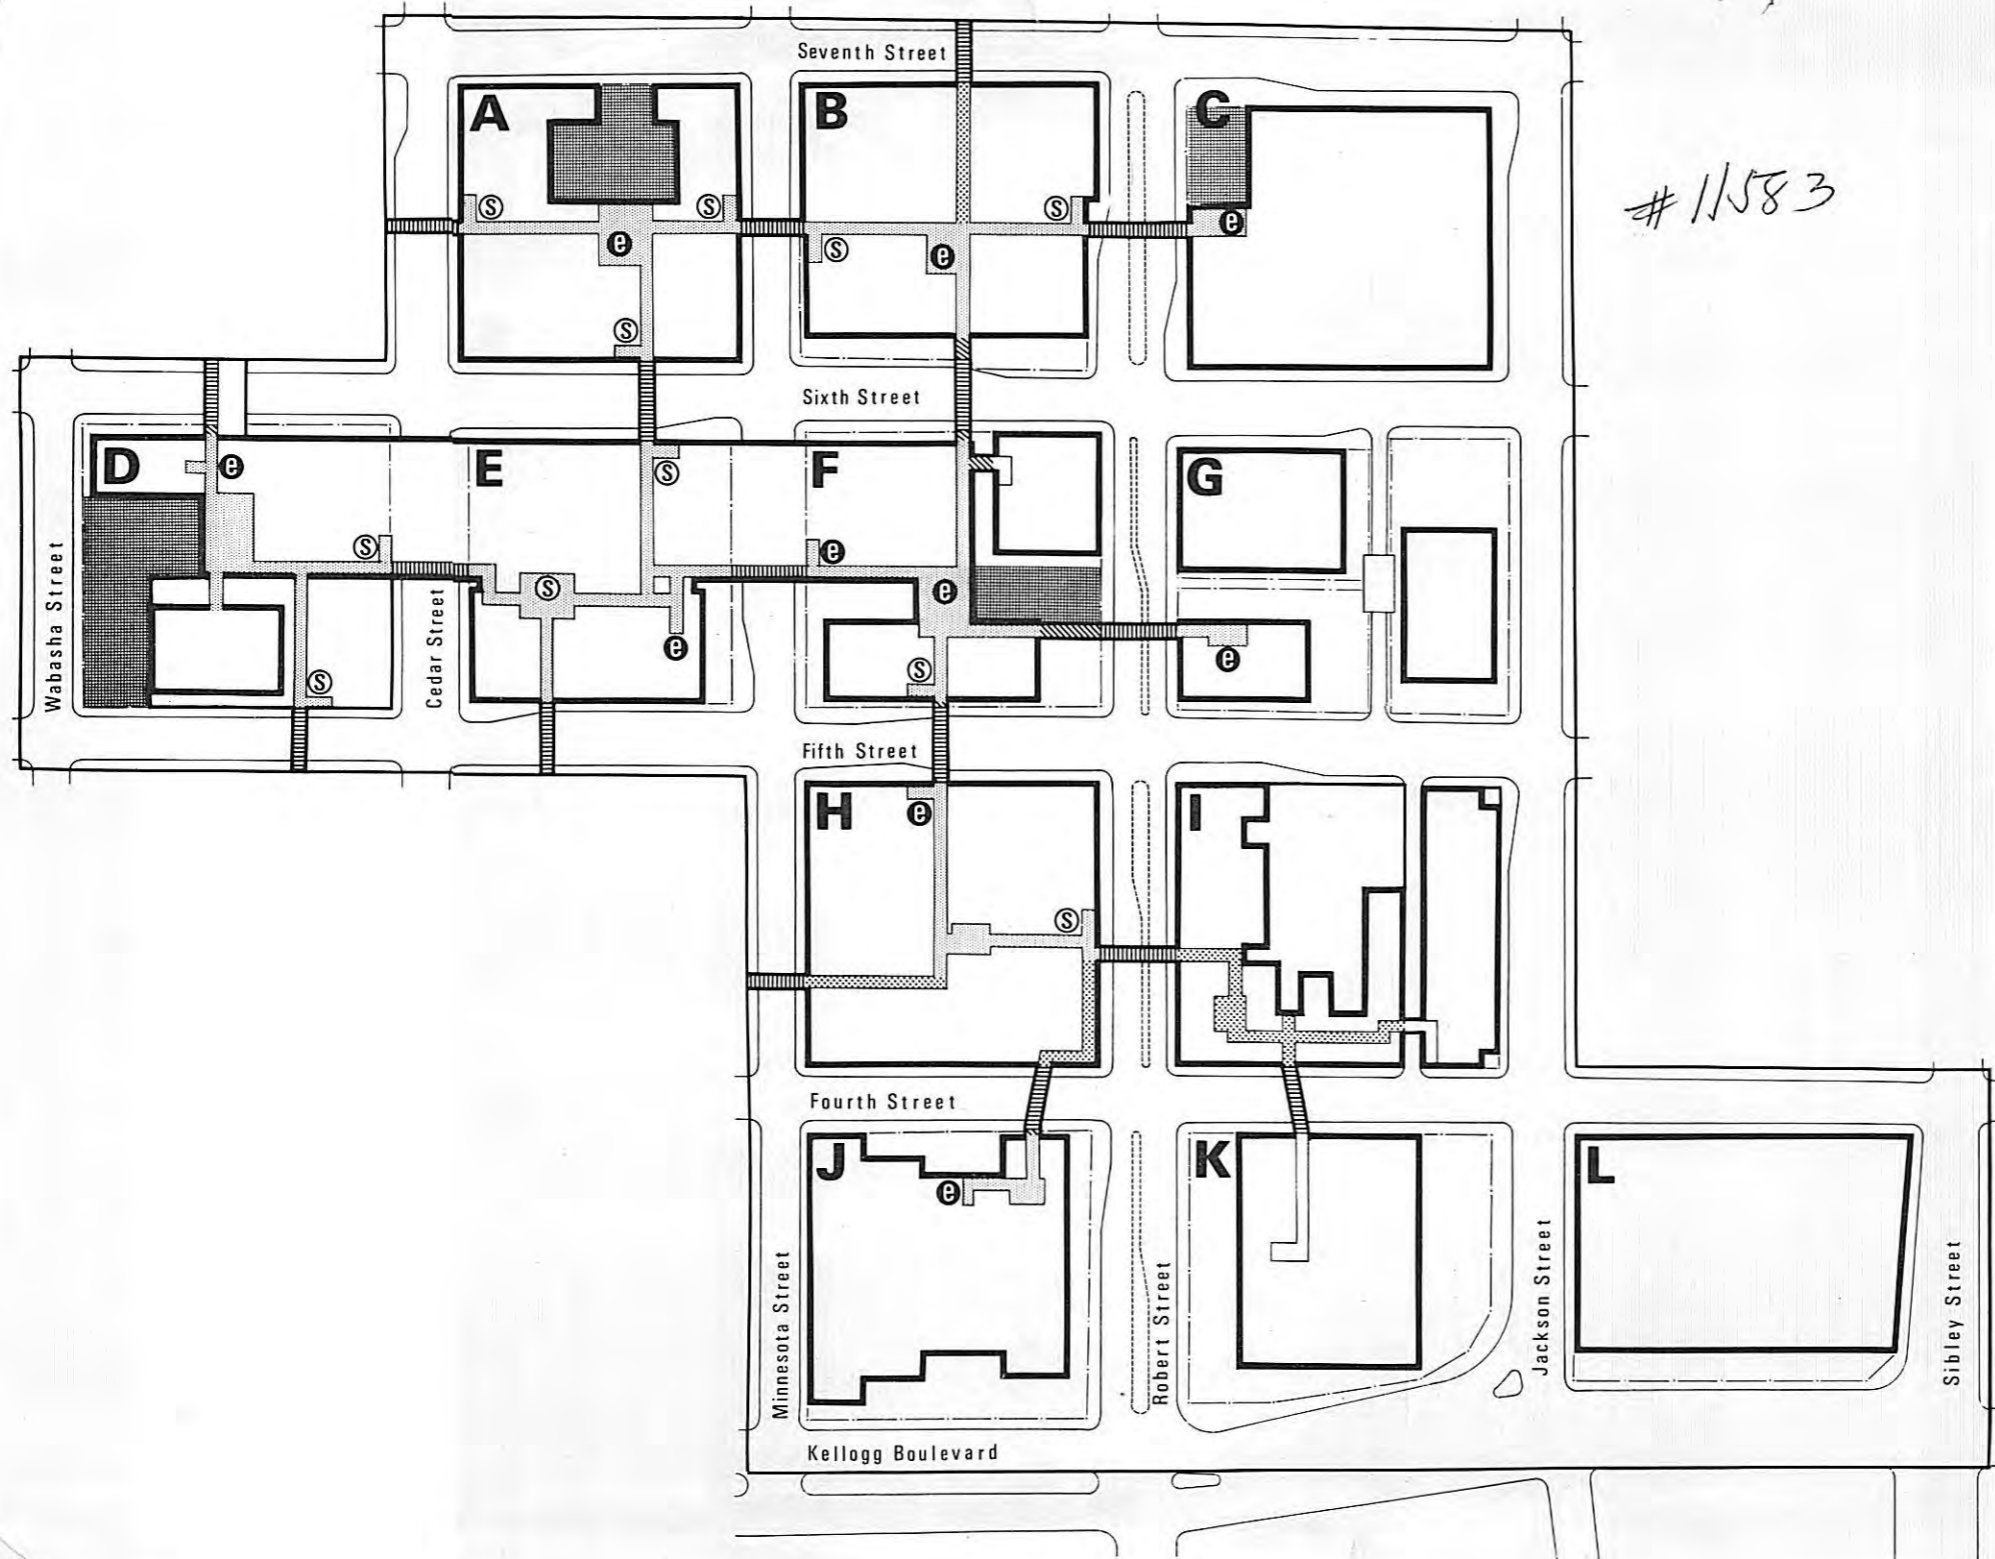 Seventh Street
A
B
C
# 11583
S
S
S
e
S
e
e
S
Sixth Street
D
e
E
S
F
G
S
e
S
e
e
S
e
S
Wabasha Street
Cedar Street
Fifth Street
H
e
I
S
Fourth Street
J
e
K
L
Minnesota Street
Robert Street
Jackson Street
Sibley Street
Kellogg Boulevard